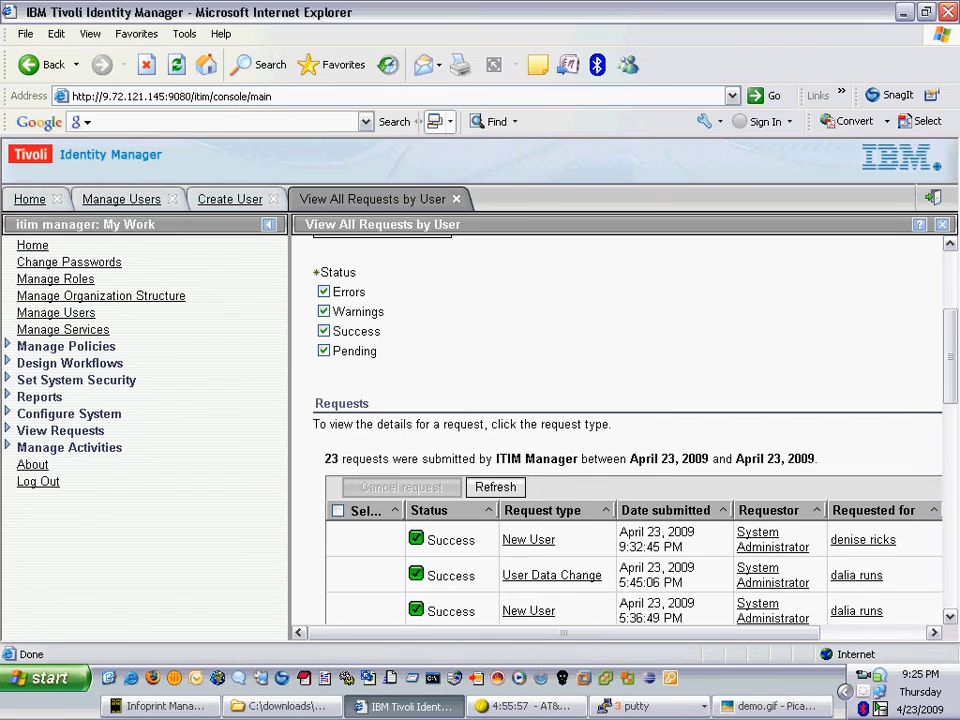 IBM Tivoli Identity Manager - Microsoft Internet Explorer
File Edit View Favorites Tools Help
Back Search Favorites
Address http://9.72.121.145:9080/itim/console/main Go Links » SnagIt
Google g Search Find Sign In Convert Select
Tivoli Identity Manager IBM.
Home Manage Users Create User View All Requests by User
itim manager: My Work
View All Requests by User ?
Home
Change Passwords
Manage Roles
Manage Organization Structure
Manage Users
Manage Services
Manage Policies
Design Workflows
Set System Security
Reports
Configure System
View Requests
Manage Activities
About
Log Out
*Status
Errors
Warnings
Success
Pending
Requests
To view the details for a request, click the request type.
23 requests were submitted by ITIM Manager between April 23, 2009 and April 23, 2009.
Cancel request Refresh
Sel... Status Request type Date submitted Requestor Requested for
Success New User April 23, 2009 9:32:45 PM System Administrator denise ricks
Success User Data Change April 23, 2009 5:45:06 PM System Administrator dalia runs
Success New User April 23, 2009 5:36:49 PM System Administrator dalia runs
Done Internet
start
9:25 PM
Thursday
4/23/2009
Infoprint Mana... C:\downloads\... IBM Tivoli Ident... 4:55:57 - AT&... 3 putty demo.gif - Pica...